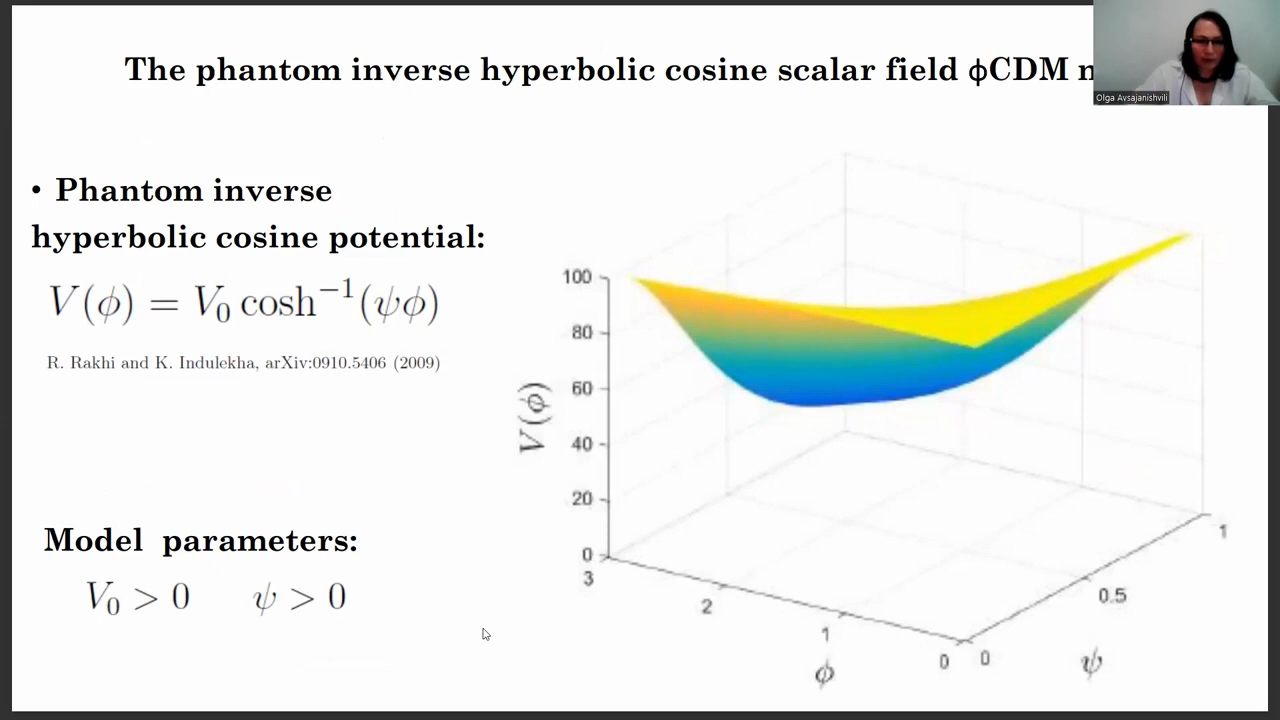 The phantom inverse hyperbolic cosine scalar field ϕCDM
Olga Avsajanishvili
• Phantom inverse
hyperbolic cosine potential:
V(ϕ) = V₀ cosh⁻¹(ψϕ)
R. Rakhi and K. Indulekha, arXiv:0910.5406 (2009)
Model parameters:
V₀ > 0 ψ > 0
V(ϕ)
100
80
60
40
20
0
3
2
1
0
ϕ
0
0.5
1
ψ